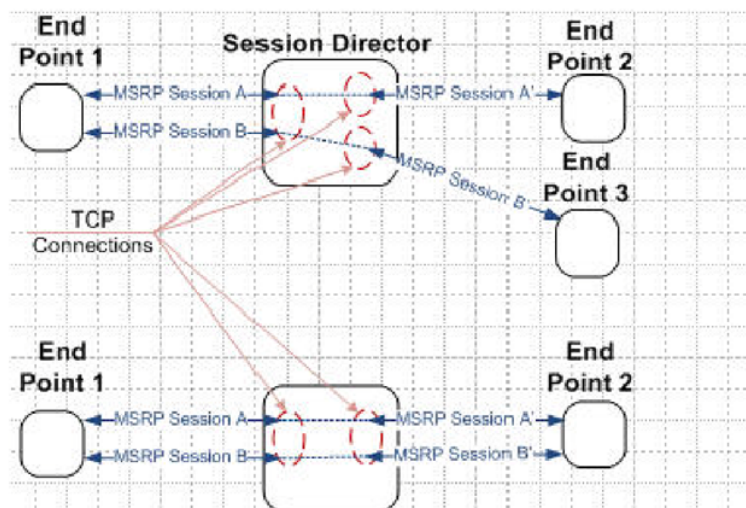 End
Point 1
Session Director
End
Point 2
MSRP Session A
MSRP Session A'
MSRP Session B
MSRP Session B'
End
Point 3
TCP
Connections
End
Point 1
End
Point 2
MSRP Session A
MSRP Session A'
MSRP Session B
MSRP Session B'